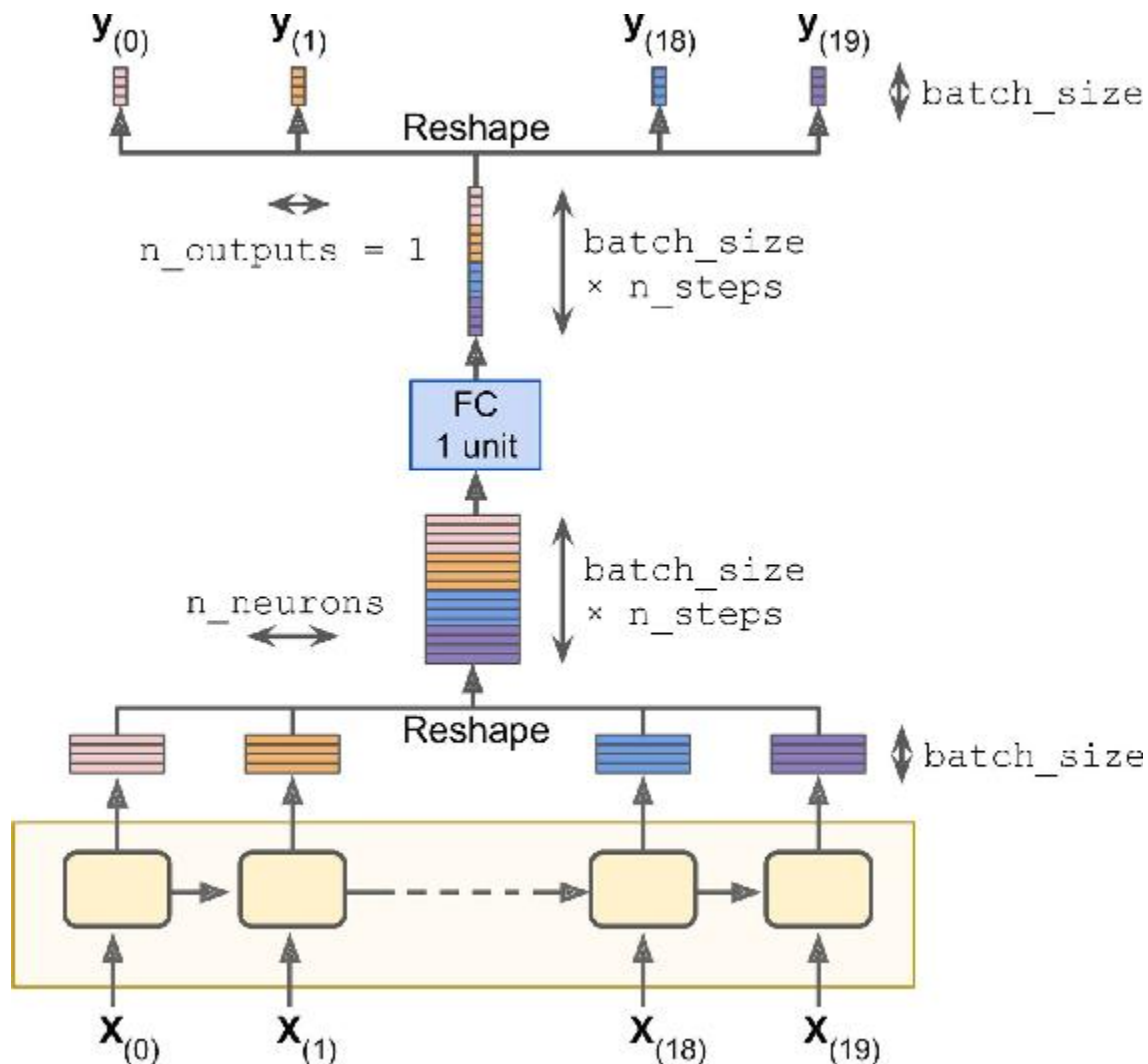 y(0) y(1) y(18) y(19)
batch_size
Reshape
n_outputs = 1
batch_size
× n_steps
FC
1 unit
n_neurons
batch_size
× n_steps
Reshape
batch_size
X(0) X(1) X(18) X(19)